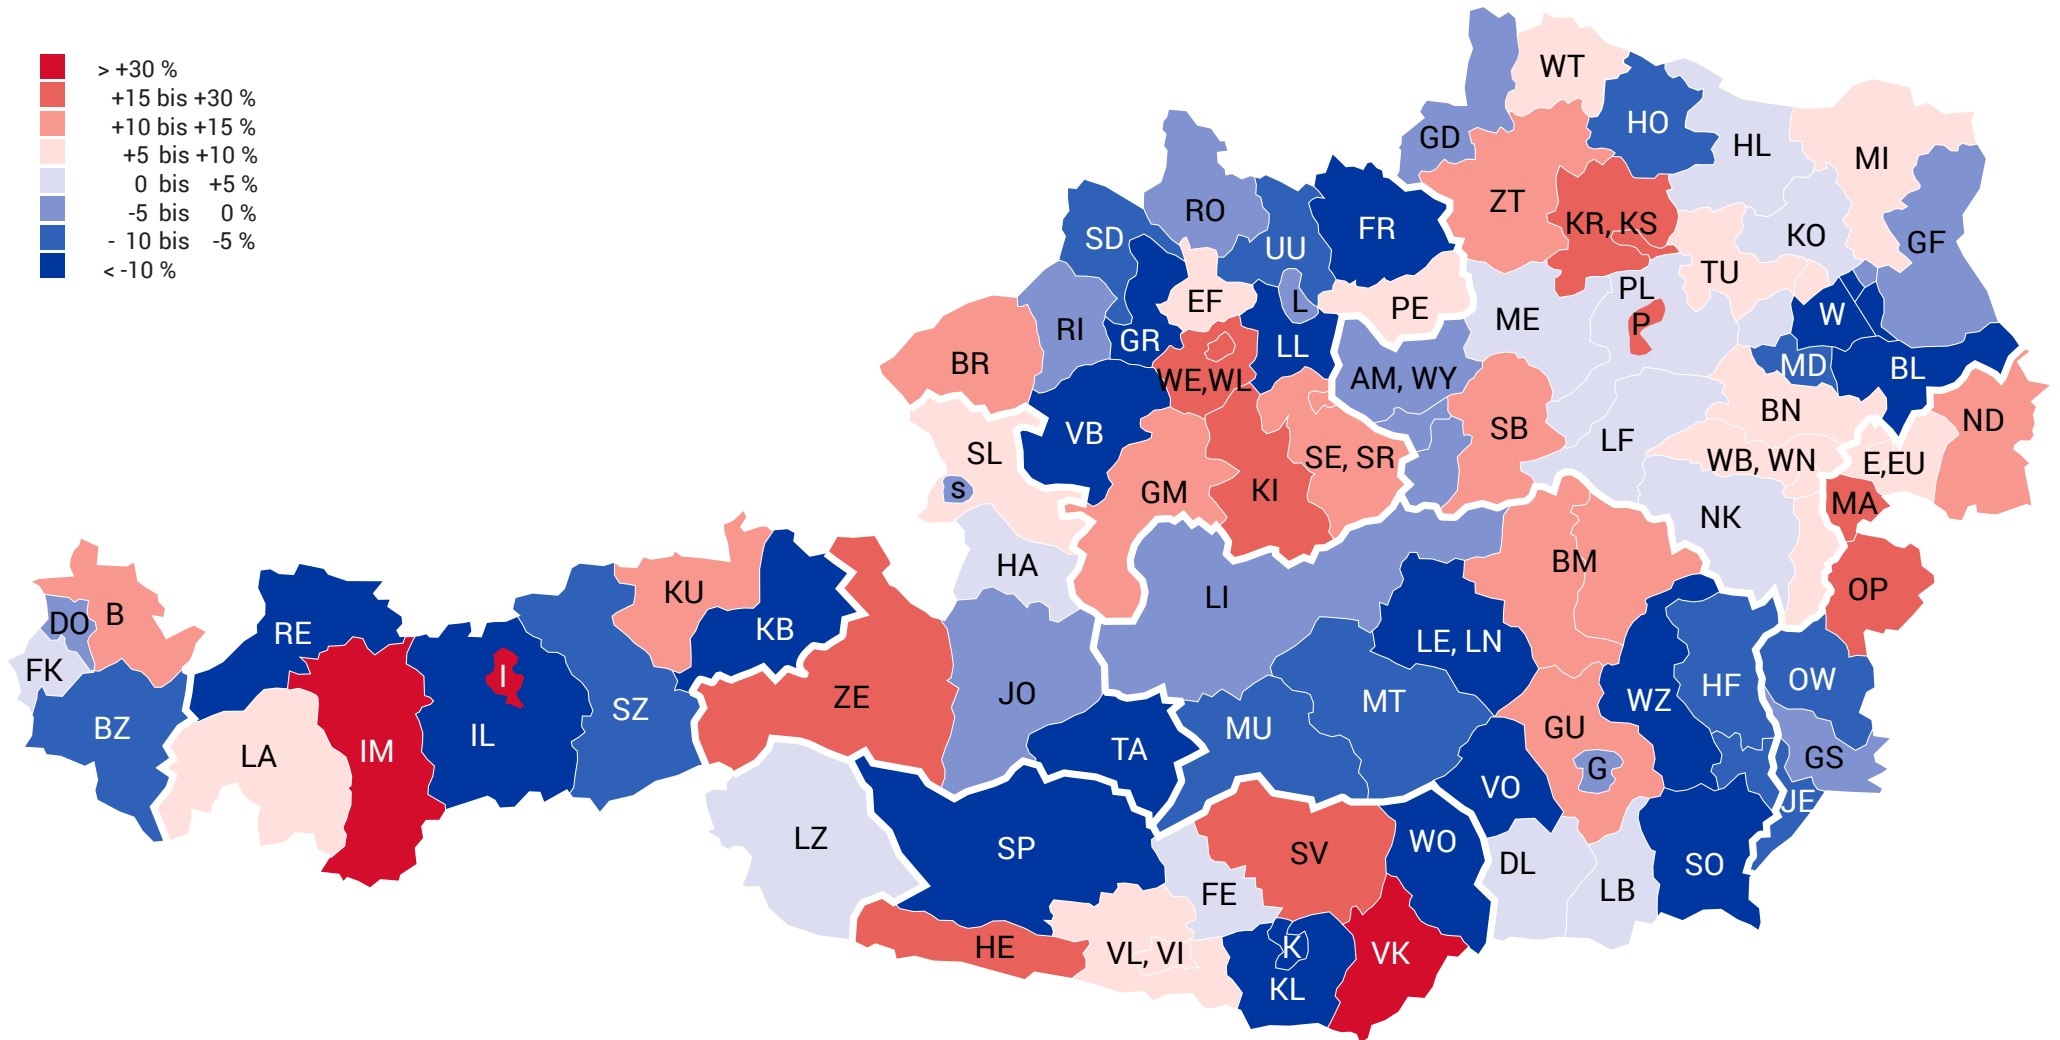 > +30 %
+15 bis +30 %
+10 bis +15 %
+5 bis +10 %
0 bis +5 %
-5 bis 0 %
- 10 bis -5 %
< -10 %
WT
HO
GD
HL
MI
ZT
RO
KR, KS
FR
SD
UU
KO
GF
TU
PL
EF
L
PE
W
ME
P
RI
GR
LL
BR
MD
BL
WE,WL
AM, WY
BN
ND
VB
SB
LF
SL
SE, SR
WB, WN
E,EU
s
GM
KI
MA
NK
HA
BM
KU
OP
LI
B
DO
RE
KB
LE, LN
FK
I
OW
HF
ZE
JO
MT
WZ
SZ
BZ
GU
MU
IL
IM
TA
LA
GS
G
VO
JE
LZ
WO
SP
SV
DL
SO
FE
LB
HE
VL, VI
K
VK
KL